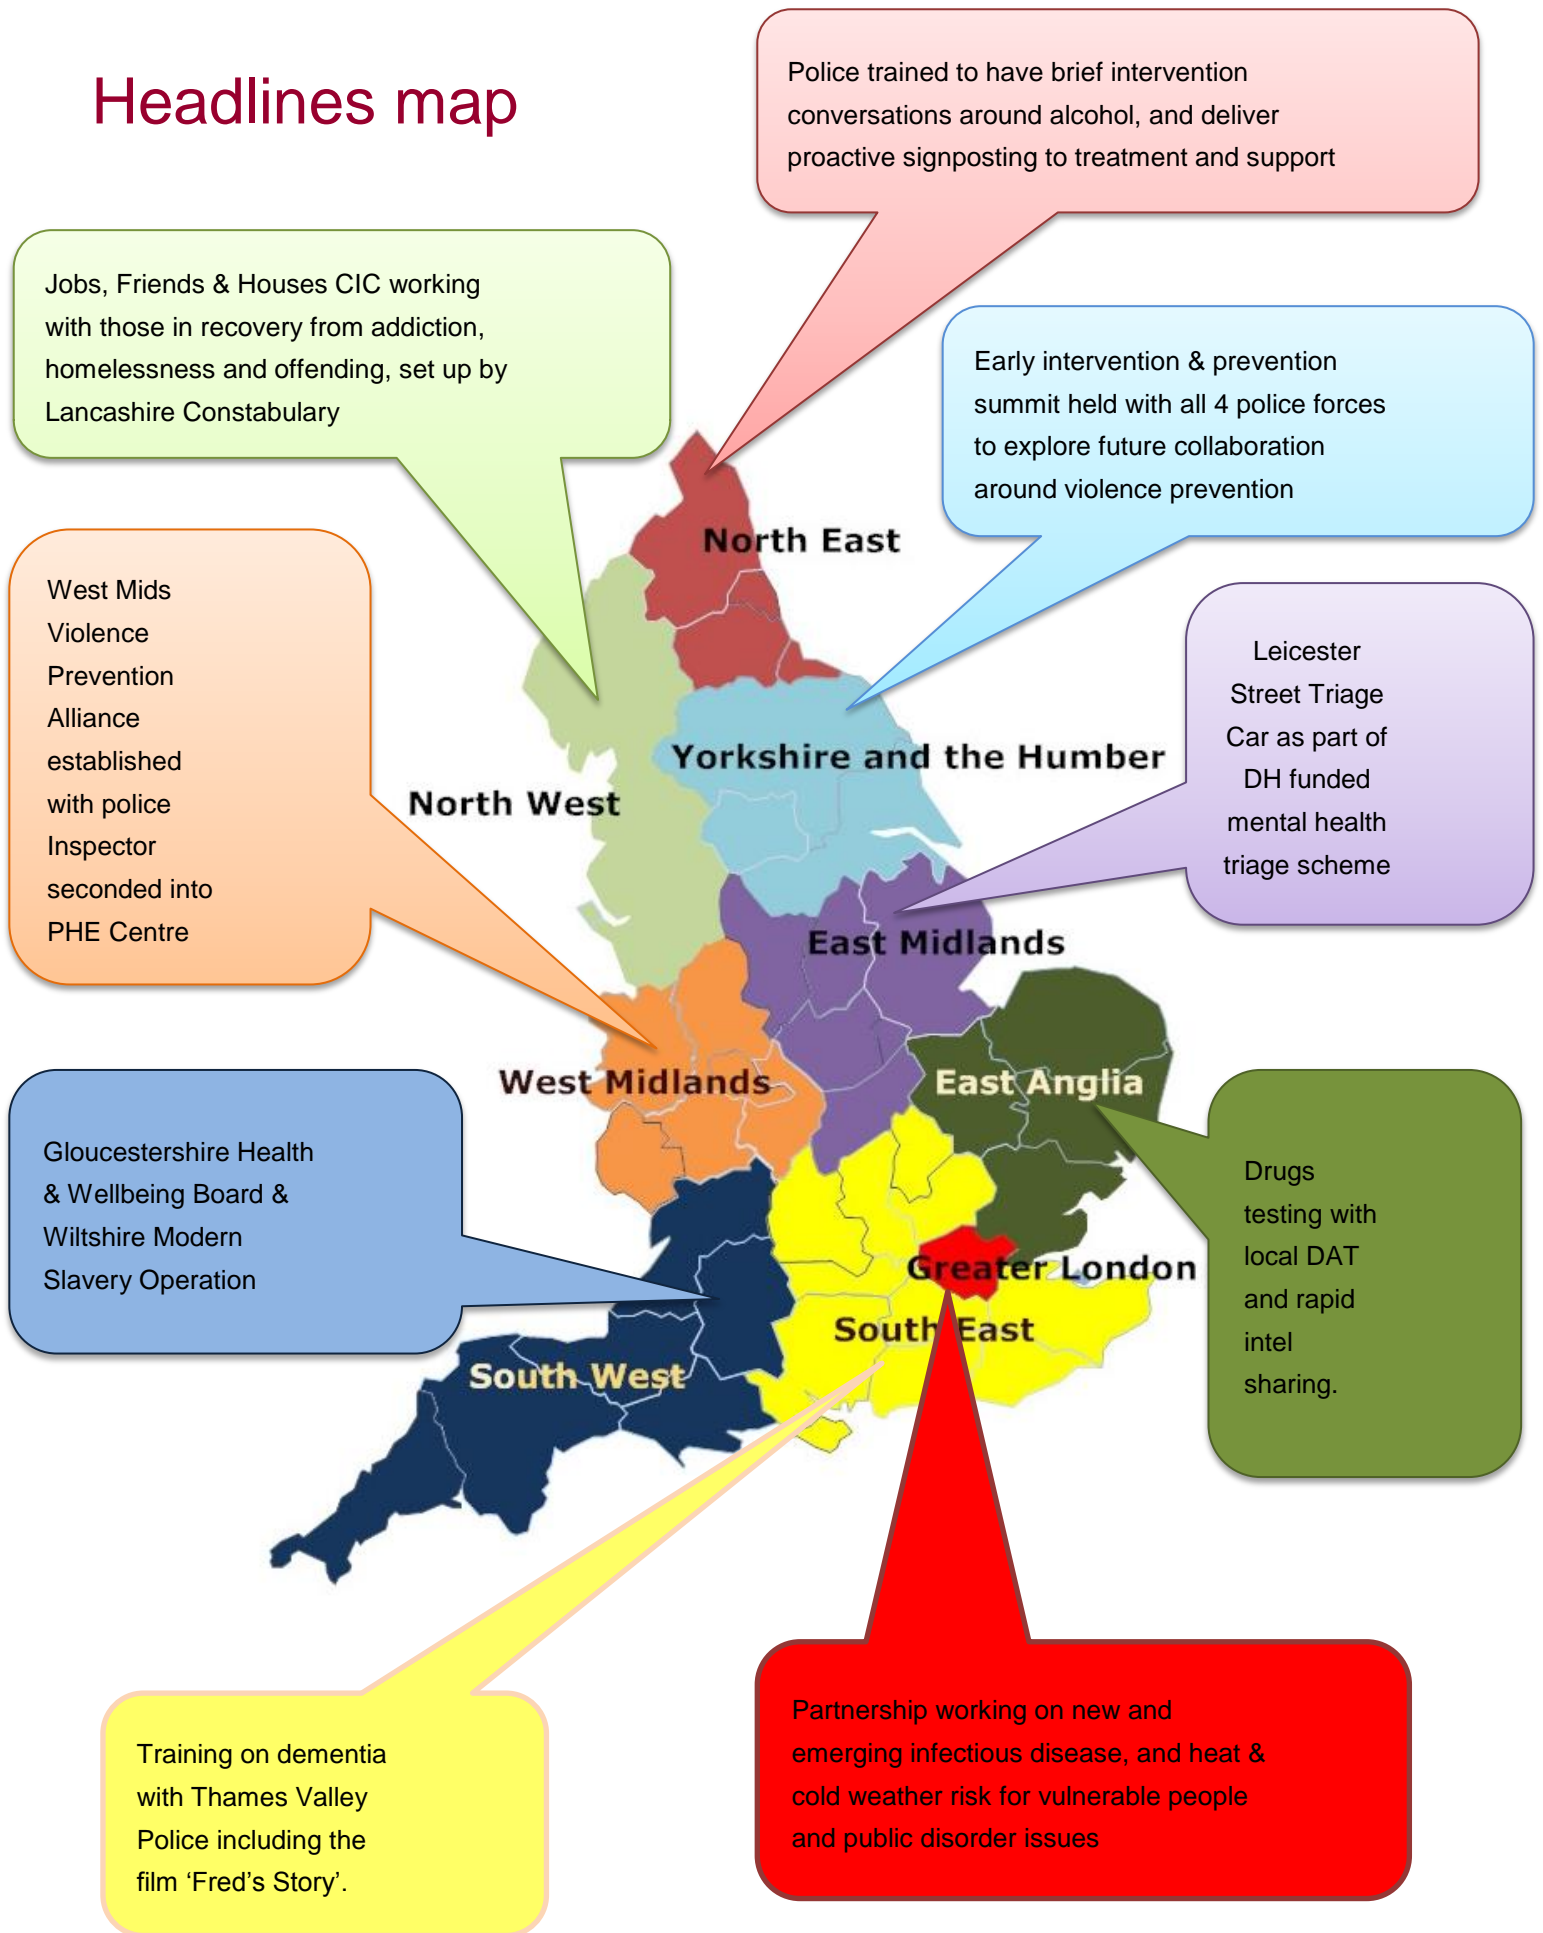 Headlines map
Police trained to have brief intervention
conversations around alcohol, and deliver
proactive signposting to treatment and support
Jobs, Friends & Houses CIC working
with those in recovery from addiction,
homelessness and offending, set up by
Lancashire Constabulary
Early intervention & prevention
summit held with all 4 police forces
to explore future collaboration
around violence prevention
North East
West Mids
Violence
Prevention
Alliance
established
with police
Inspector
seconded into
PHE Centre
Leicester
Street Triage
Car as part of
DH funded
mental health
triage scheme
Yorkshire and the Humber
North West
East Midlands
West Midlands
East Anglia
Gloucestershire Health
& Wellbeing Board &
Wiltshire Modern
Slavery Operation
Drugs
testing with
local DAT
and rapid
intel
sharing.
Greater London
South East
South West
Training on dementia
with Thames Valley
Police including the
film ‘Fred’s Story’.
Partnership working on new and
emerging infectious disease, and heat &
cold weather risk for vulnerable people
and public disorder issues